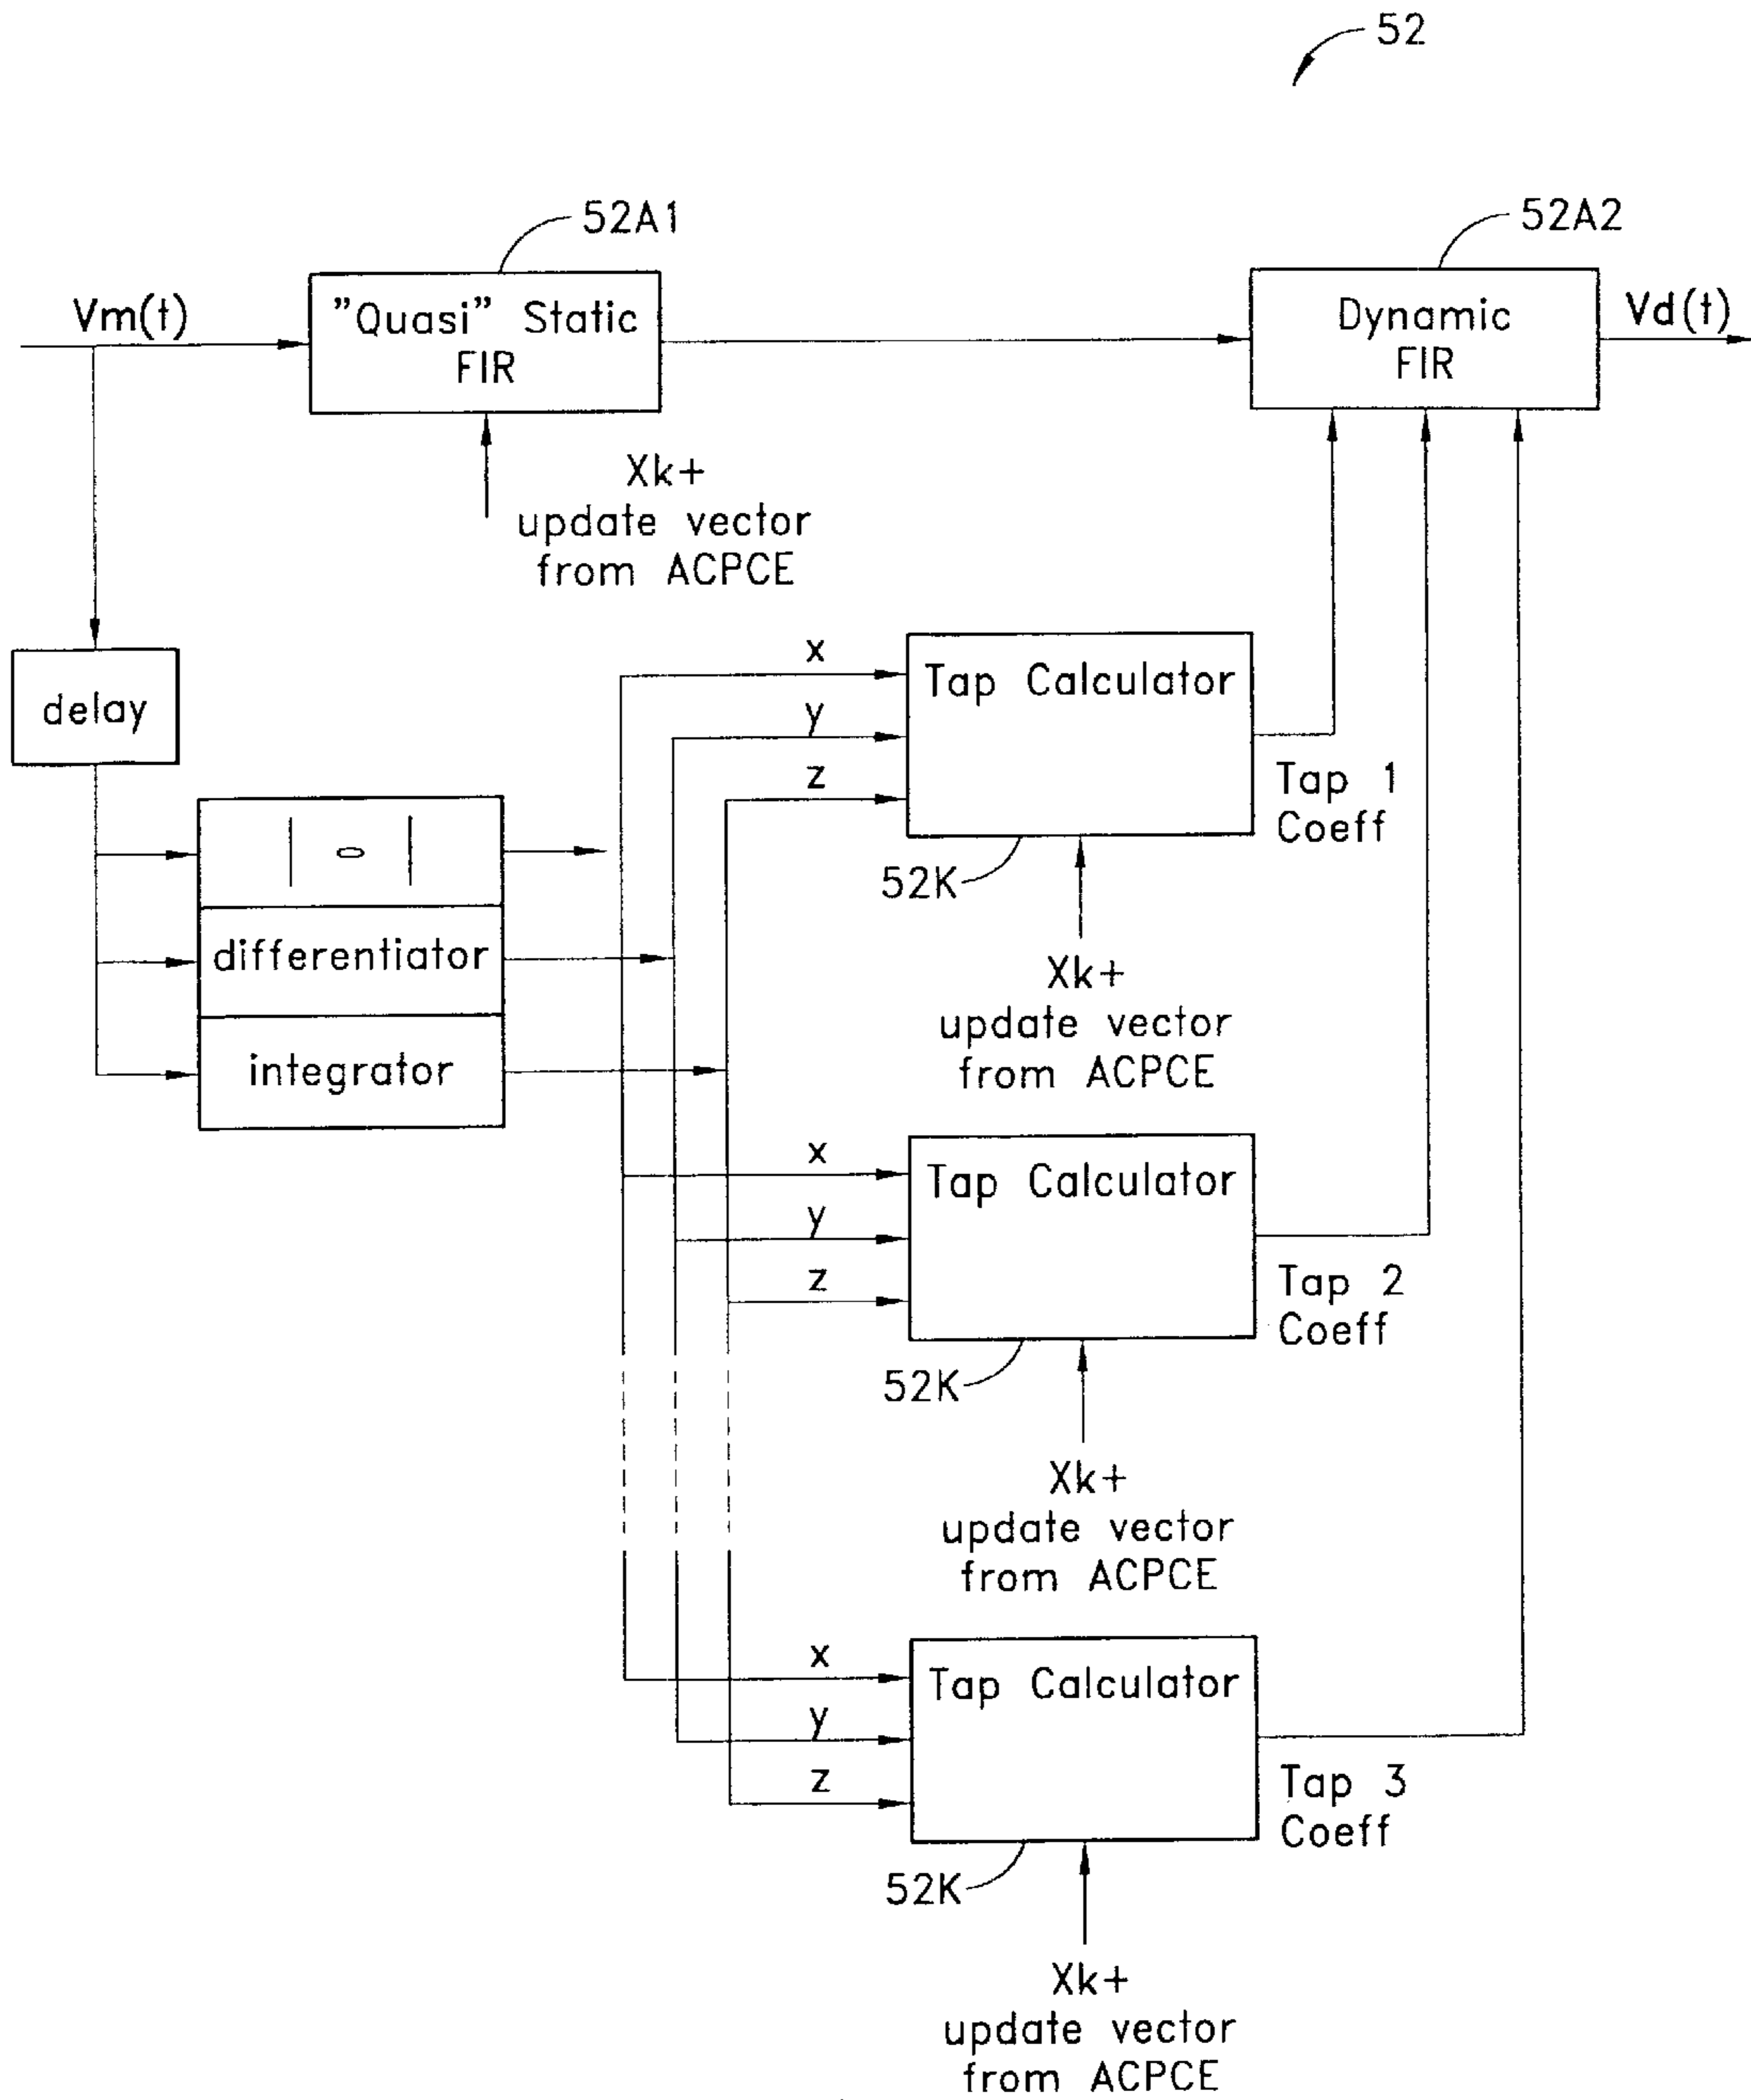 52
52A1
52A2
Vm(t)
"Quasi" Static
FIR
Dynamic
FIR
Vd(t)
Xk+
update vector
from ACPCE
delay
x
y
z
Tap Calculator
Tap 1
Coeff
52K
| o |
differentiator
integrator
Xk+
update vector
from ACPCE
x
y
z
Tap Calculator
Tap 2
Coeff
52K
Xk+
update vector
from ACPCE
x
y
z
Tap Calculator
Tap 3
Coeff
52K
Xk+
update vector
from ACPCE